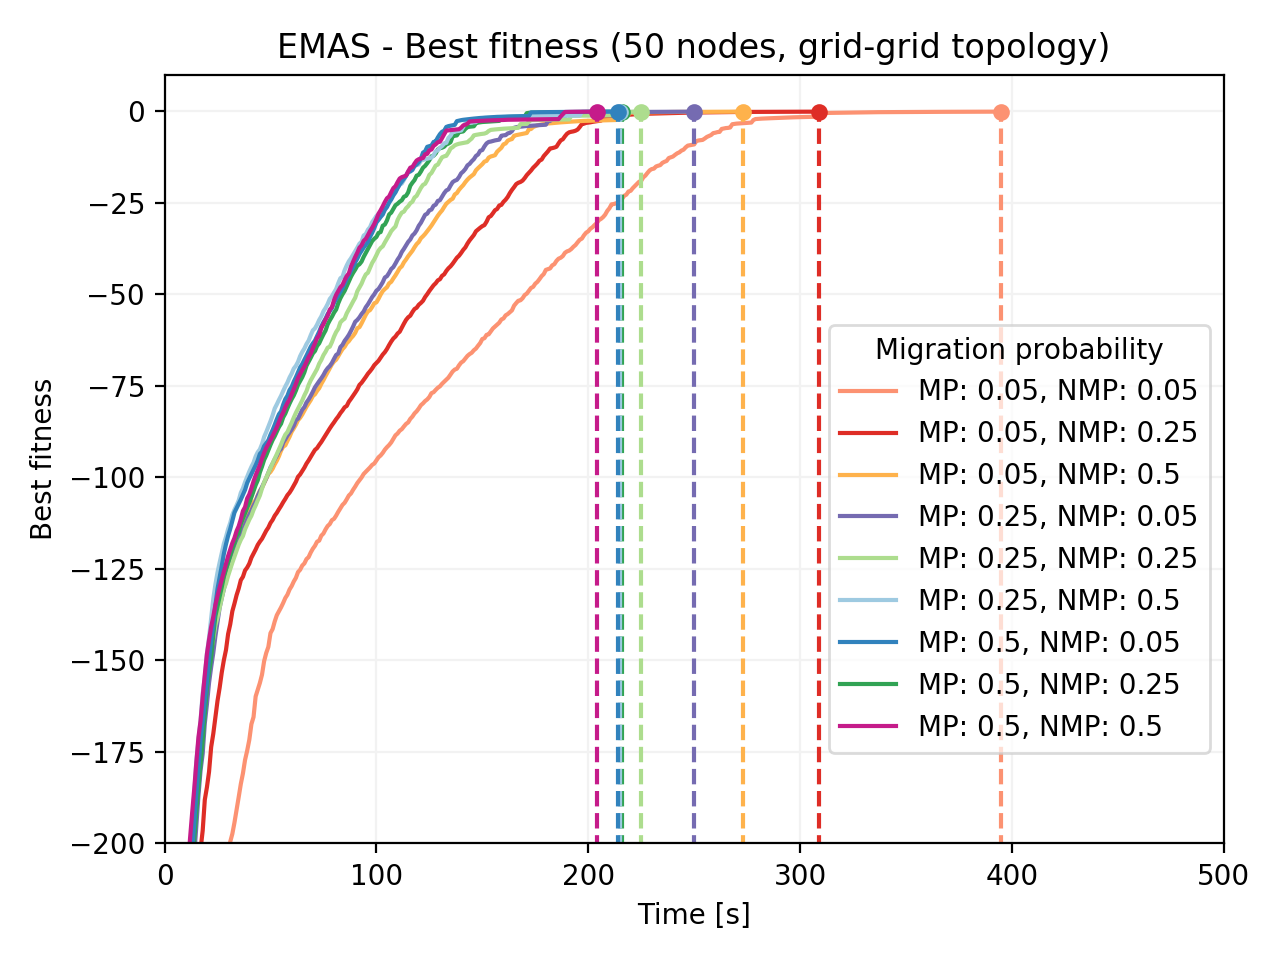 EMAS - Best fitness (50 nodes, grid-grid topology)
Best fitness
0
−25
−50
−75
−100
−125
−150
−175
−200
Migration probability
MP: 0.05, NMP: 0.05
MP: 0.05, NMP: 0.25
MP: 0.05, NMP: 0.5
MP: 0.25, NMP: 0.05
MP: 0.25, NMP: 0.25
MP: 0.25, NMP: 0.5
MP: 0.5, NMP: 0.05
MP: 0.5, NMP: 0.25
MP: 0.5, NMP: 0.5
0 100 200 300 400 500
Time [s]